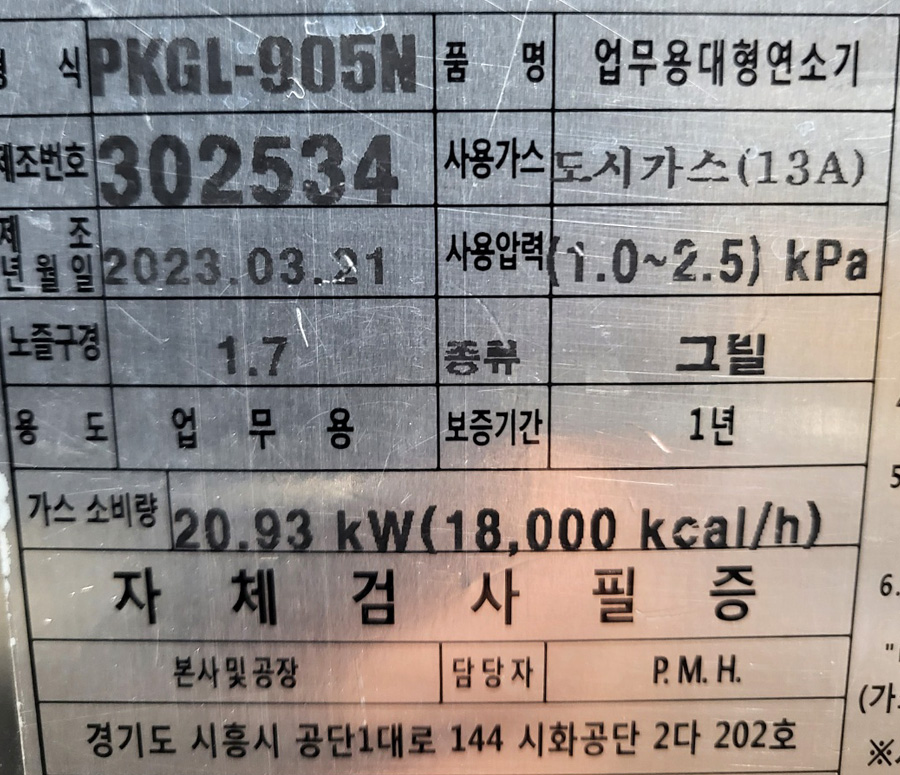 형 식 PKGL-905N 품 명 업무용대형연소기
제조번호 302534 사용가스 도시가스(13A)
제 조
년 월 일 2023.03.21 사용압력 (1.0~2.5) kPa
노즐구경 1.7 종류 그릴
용 도 업 무 용 보증기간 1년
가스 소비량 20.93 kW(18,000 kcal/h)
자 체 검 사 필 증
본사 및 공장 담당자 P. M. H.
경기도 시흥시 공단1대로 144 시화공단 2다 202호
5
6.
(가
※